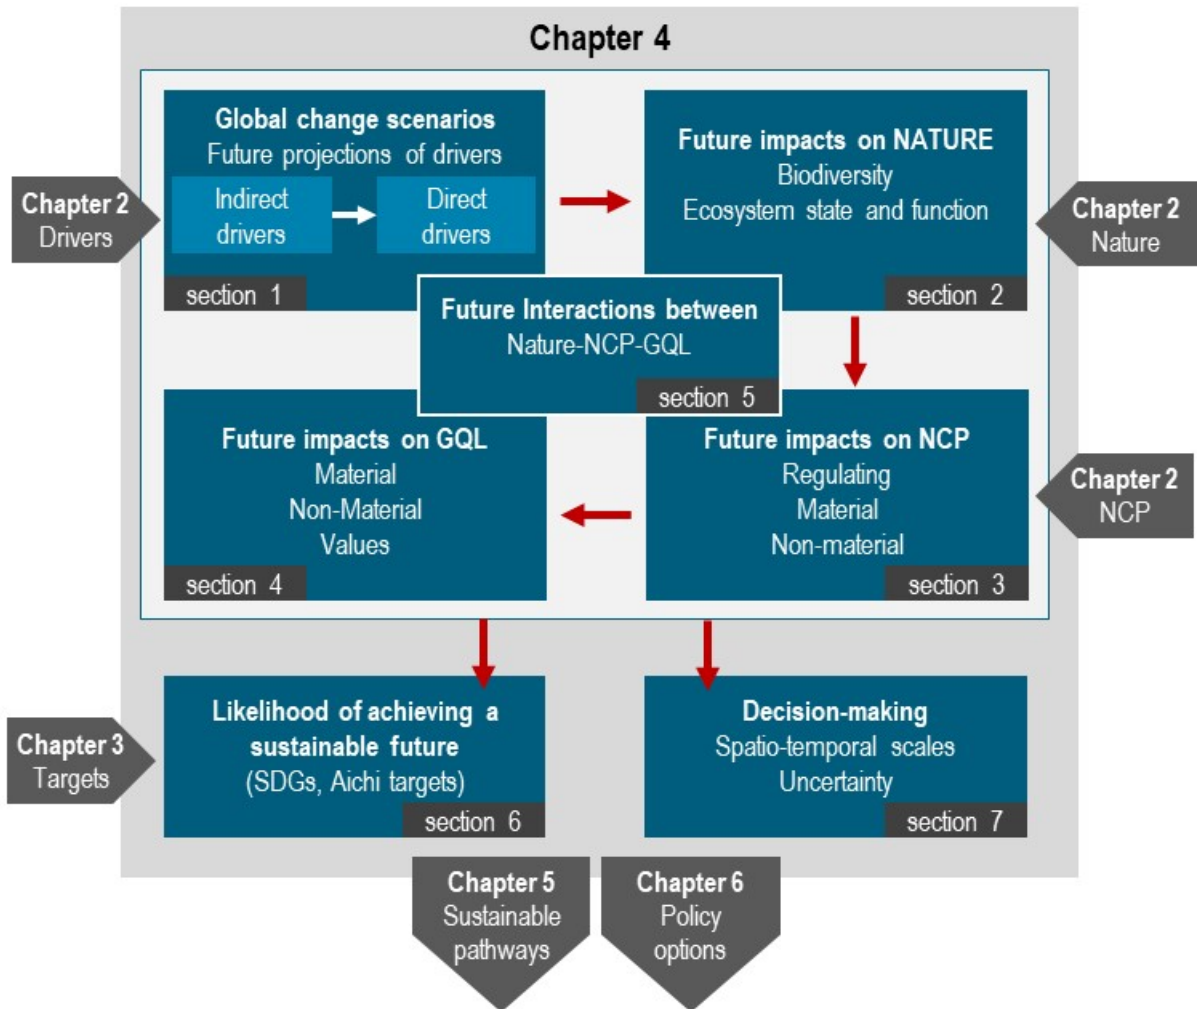 Chapter 4
Global change scenarios
Future projections of drivers
Indirect
drivers
Direct
drivers
section 1
Future impacts on NATURE
Biodiversity
Ecosystem state and function
section 2
Chapter 2
Drivers
Chapter 2
Nature
Future Interactions between
Nature-NCP-GQL
section 5
Future impacts on GQL
Material
Non-Material
Values
section 4
Future impacts on NCP
Regulating
Material
Non-material
section 3
Chapter 2
NCP
Chapter 3
Targets
Likelihood of achieving a
sustainable future
(SDGs, Aichi targets)
section 6
Decision-making
Spatio-temporal scales
Uncertainty
section 7
Chapter 5
Sustainable
pathways
Chapter 6
Policy
options